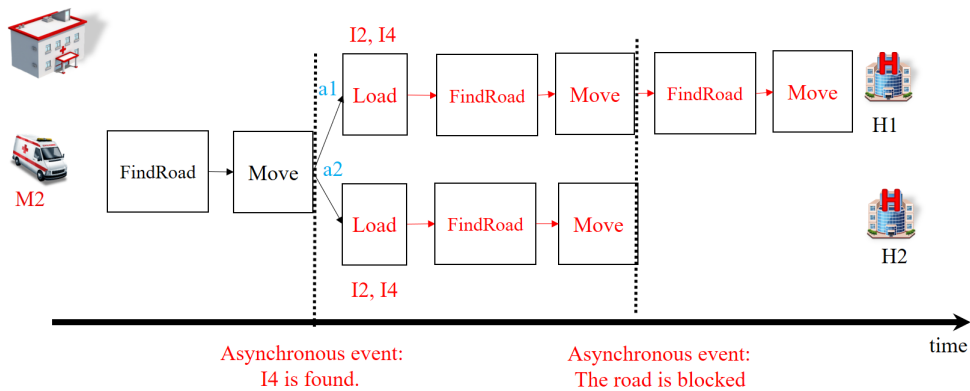 I2, I4
a1
Load
FindRoad
Move
FindRoad
Move
H
H1
M2
FindRoad
Move
a2
Load
FindRoad
Move
I2, I4
H
H2
time
Asynchronous event:
I4 is found.
Asynchronous event:
The road is blocked